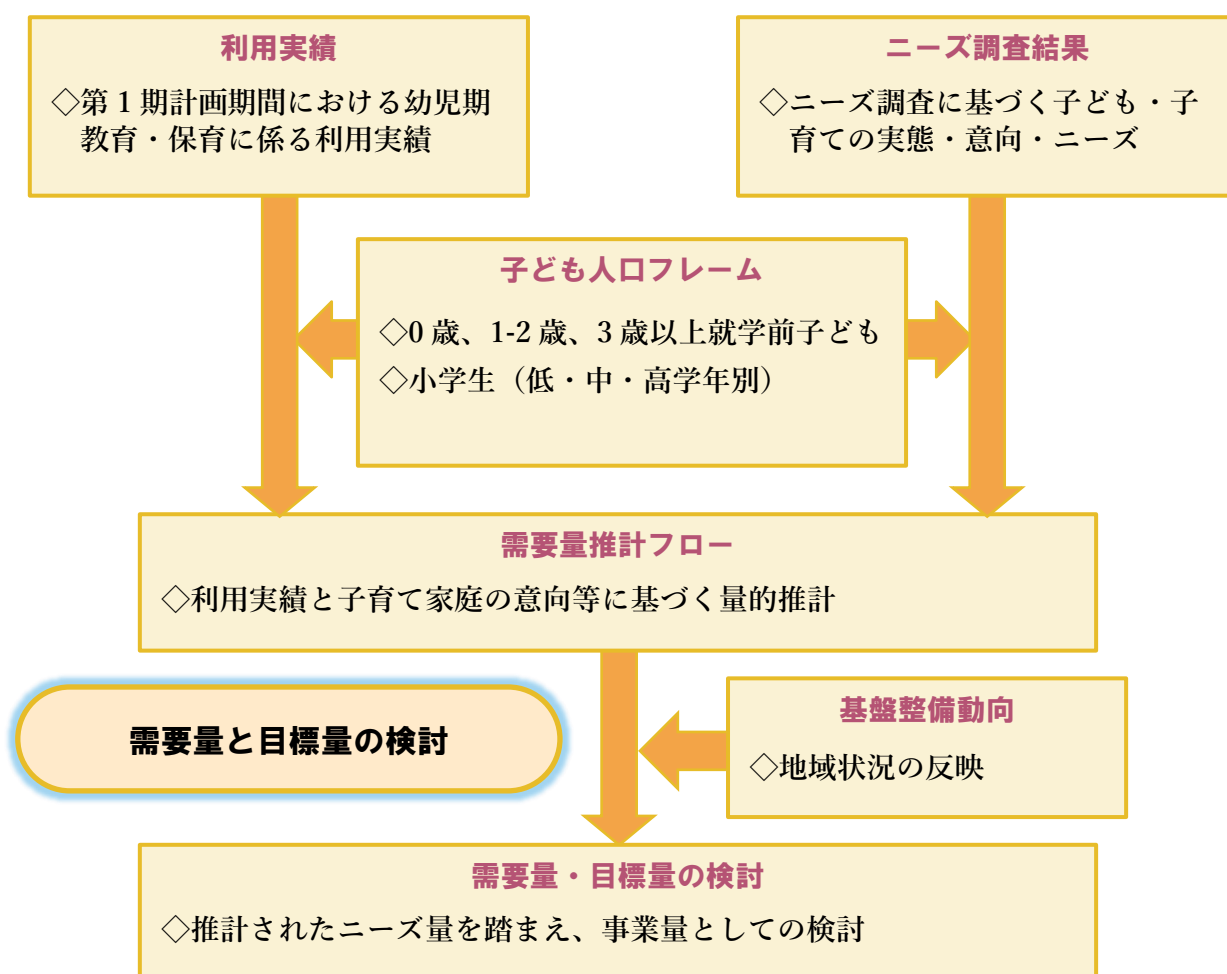 利用実績
◇第1期計画期間における幼児期
教育・保育に係る利用実績
ニーズ調査結果
◇ニーズ調査に基づく子ども・子
育ての実態・意向・ニーズ
子ども人口フレーム
◇0歳、1-2歳、3歳以上就学前子ども
◇小学生（低・中・高学年別）
需要量推計フロー
◇利用実績と子育て家庭の意向等に基づく量的推計
需要量と目標量の検討
基盤整備動向
◇地域状況の反映
需要量・目標量の検討
◇推計されたニーズ量を踏まえ、事業量としての検討